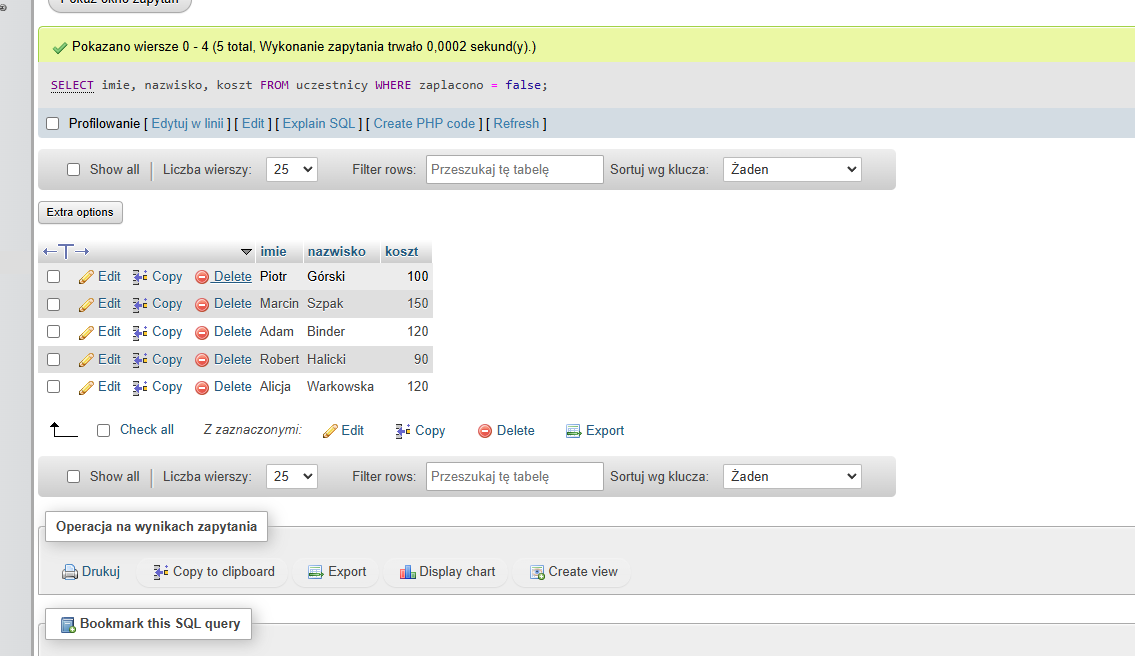 Pokaż okno zapytań
Pokazano wiersze 0 - 4 (5 total, Wykonanie zapytania trwało 0,0002 sekund(y).)
SELECT imie, nazwisko, koszt FROM uczestnicy WHERE zaplacono = false;
Profilowanie [ Edytuj w linii ] [ Edit ] [ Explain SQL ] [ Create PHP code ] [ Refresh ]
Show all Liczba wierszy: 25 Filter rows: Przeszukaj tę tabelę Sortuj wg klucza: Żaden
Extra options
←T→ imie nazwisko koszt
Edit Copy Delete Piotr Górski 100
Edit Copy Delete Marcin Szpak 150
Edit Copy Delete Adam Binder 120
Edit Copy Delete Robert Halicki 90
Edit Copy Delete Alicja Warkowska 120
Check all Z zaznaczonymi: Edit Copy Delete Export
Show all Liczba wierszy: 25 Filter rows: Przeszukaj tę tabelę Sortuj wg klucza: Żaden
Operacja na wynikach zapytania
Drukuj Copy to clipboard Export Display chart Create view
Bookmark this SQL query